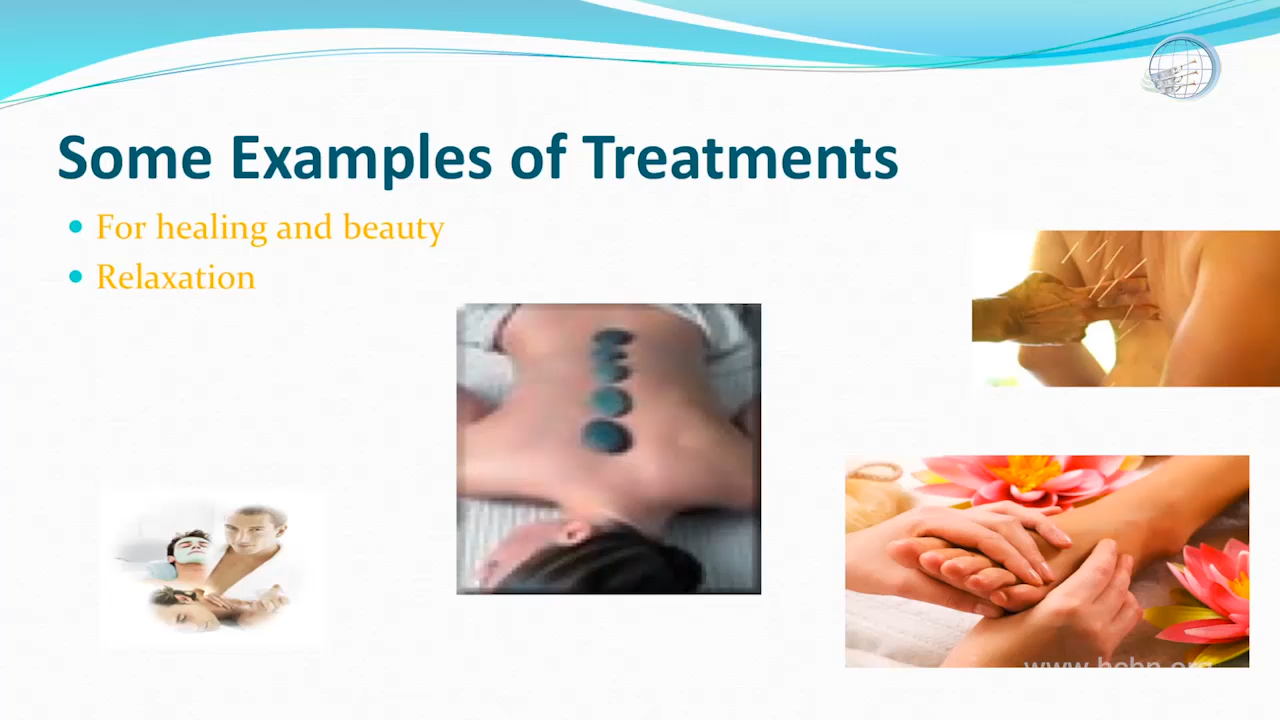 Some Examples of Treatments
For healing and beauty
Relaxation